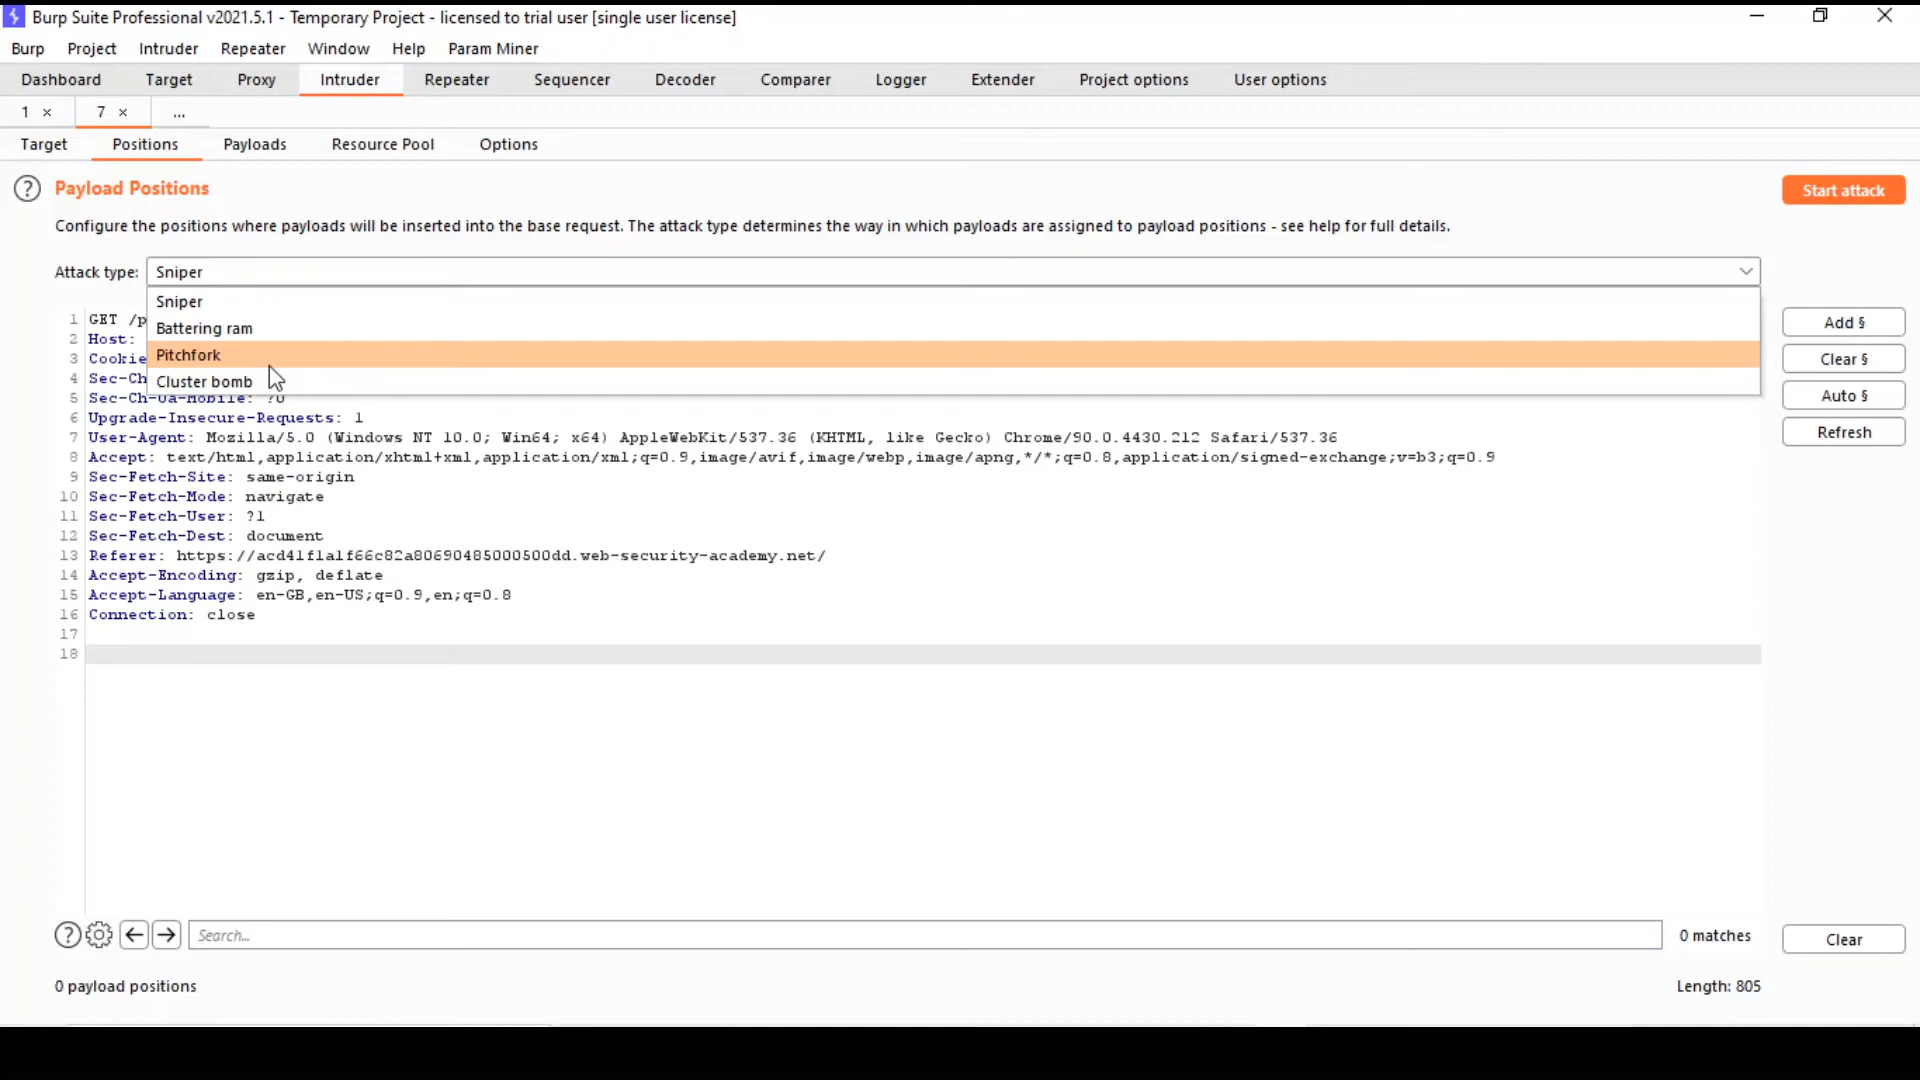 Burp Suite Professional v2021.5.1 - Temporary Project - licensed to trial user [single user license]
Burp Project Intruder Repeater Window Help Param Miner
Dashboard Target Proxy Intruder Repeater Sequencer Decoder Comparer Logger Extender Project options User options
1 × 7 × ...
Target Positions Payloads Resource Pool Options
? Payload Positions Start attack
Configure the positions where payloads will be inserted into the base request. The attack type determines the way in which payloads are assigned to payload positions - see help for full details.
Attack type: Sniper
Sniper
Battering ram
Pitchfork
Cluster bomb
1 GET /p
2 Host:
3 Cookie
4 Sec-Ch
5 Sec-Ch-Ua-Mobile: ?0
6 Upgrade-Insecure-Requests: 1
7 User-Agent: Mozilla/5.0 (Windows NT 10.0; Win64; x64) AppleWebKit/537.36 (KHTML, like Gecko) Chrome/90.0.4430.212 Safari/537.36
8 Accept: text/html,application/xhtml+xml,application/xml;q=0.9,image/avif,image/webp,image/apng,*/*;q=0.8,application/signed-exchange;v=b3;q=0.9
9 Sec-Fetch-Site: same-origin
10 Sec-Fetch-Mode: navigate
11 Sec-Fetch-User: ?1
12 Sec-Fetch-Dest: document
13 Referer: https://acd41f1a1f66c82a80690485000500dd.web-security-academy.net/
14 Accept-Encoding: gzip, deflate
15 Accept-Language: en-GB,en-US;q=0.9,en;q=0.8
16 Connection: close
17
18
Add §
Clear §
Auto §
Refresh
? Search... 0 matches Clear
0 payload positions Length: 805